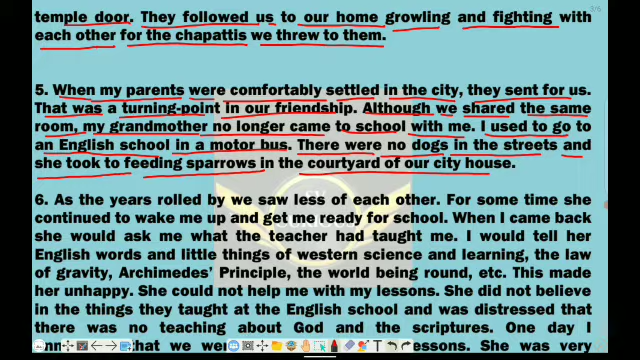 3/6
temple door. They followed us to our home growling and fighting with
each other for the chapattis we threw to them.
5. When my parents were comfortably settled in the city, they sent for us.
That was a turning-point in our friendship. Although we shared the same
room, my grandmother no longer came to school with me. I used to go to
an English school in a motor bus. There were no dogs in the streets and
she took to feeding sparrows in the courtyard of our city house.
6. As the years rolled by we saw less of each other. For some time she
continued to wake me up and get me ready for school. When I came back
she would ask me what the teacher had taught me. I would tell her
English words and little things of western science and learning, the law
of gravity, Archimedes' Principle, the world being round, etc. This made
her unhappy. She could not help me with my lessons. She did not believe
in the things they taught at the English school and was distressed that
there was no teaching about God and the scriptures. One day I
that we essons. She was very